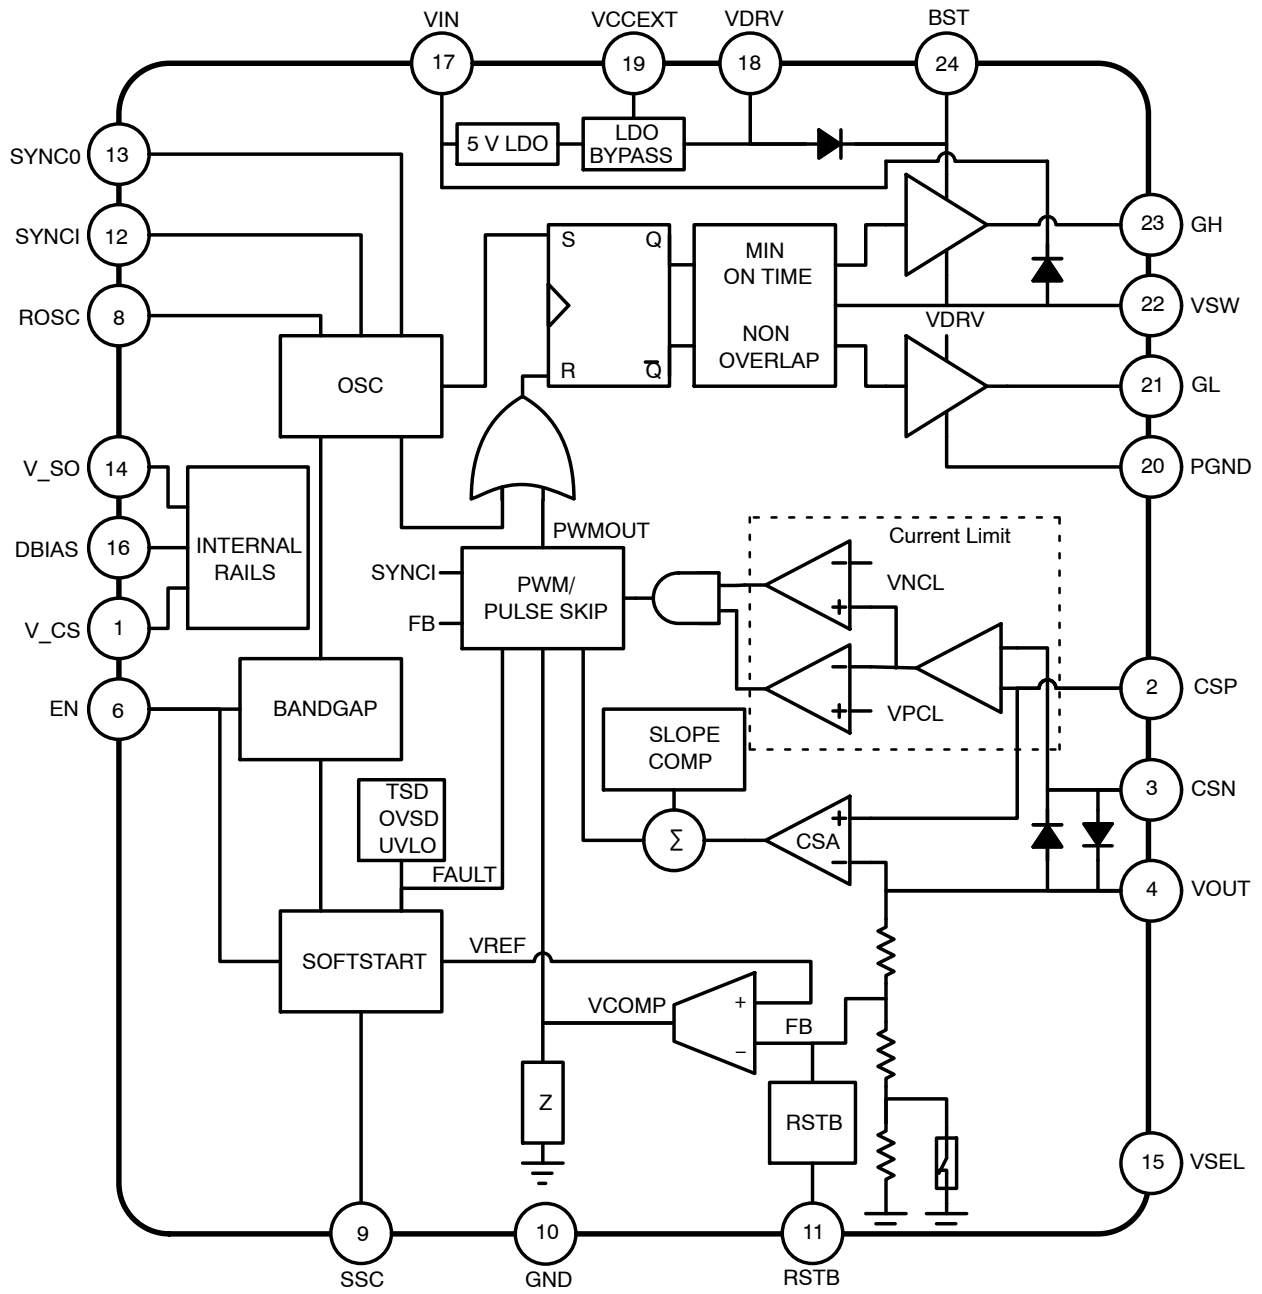 VIN
VCCEXT
VDRV
BST
17
19
18
24
5 V LDO
LDO
BYPASS
SYNC0
13
SYNCI
12
ROSC
8
S
Q
R
Q̅
MIN
ON TIME
NON
OVERLAP
23
GH
22
VSW
VDRV
21
GL
20
PGND
OSC
V_SO
14
DBIAS
16
V_CS
1
INTERNAL
RAILS
PWMOUT
SYNCI
FB
PWM/
PULSE SKIP
Current Limit
VNCL
VPCL
−
+
−
+
2
CSP
EN
6
BANDGAP
SLOPE
COMP
3
CSN
TSD
OVSD
UVLO
FAULT
Σ
CSA
+
−
4
VOUT
SOFTSTART
VREF
VCOMP
+
−
FB
Z
RSTB
15
VSEL
9
10
11
SSC
GND
RSTB